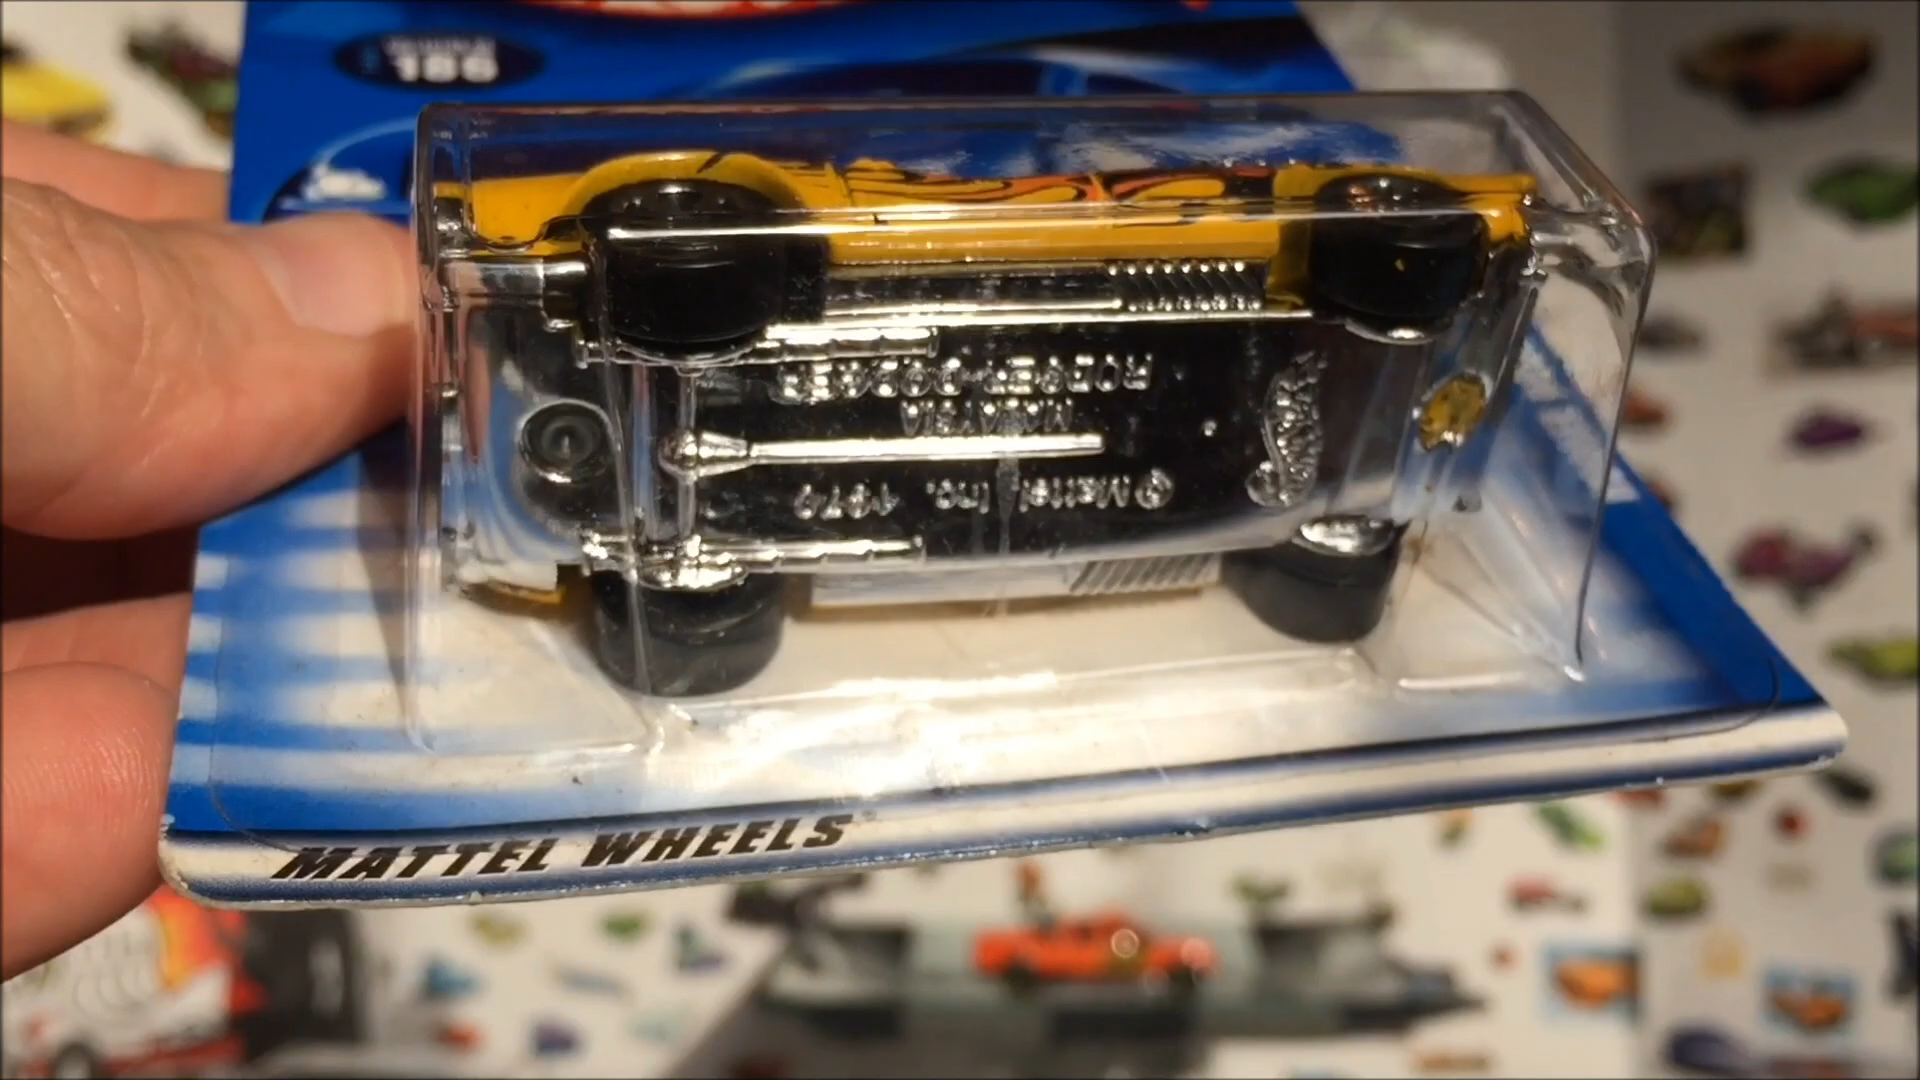 186
© Mattel Inc. 1974
MALAYSIA
RODGER DODGER
MATTEL WHEELS